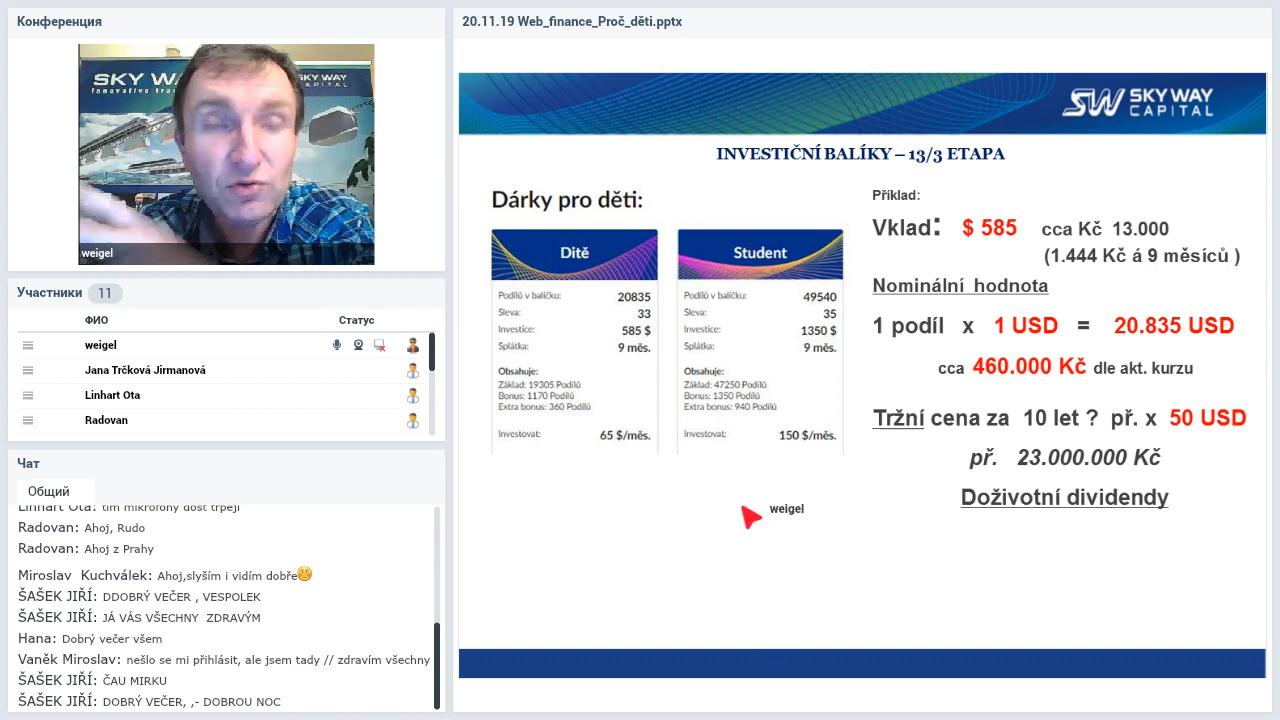 Конференция
SKY W
Innovative tra
SKY WAY
CAPITAL
weigel
Участники 11
ФИО Статус
weigel
Jana Trčková Jirmanová
Linhart Ota
Radovan
Чат
Общий
Linhart Ota: tim mikrofony dost trpeji
Radovan: Ahoj, Rudo
Radovan: Ahoj z Prahy
Miroslav Kuchválek: Ahoj,slyším i vidím dobře
ŠAŠEK JIŘÍ: DDOBRÝ VEČER , VESPOLEK
ŠAŠEK JIŘÍ: JÁ VÁS VŠECHNY ZDRAVÝM
Hana: Dobrý večer všem
Vaněk Miroslav: nešlo se mi přihlásit, ale jsem tady // zdravím všechny
ŠAŠEK JIŘÍ: ČAU MIRKU
ŠAŠEK JIŘÍ: DOBRÝ VEČER, ,- DOBROU NOC
20.11.19 Web_finance_Proč_děti.pptx
SW SKY WAY
CAPITAL
INVESTIČNÍ BALÍKY – 13/3 ETAPA
Dárky pro děti:
Dítě
Podílů v balíčku: 20835
Sleva: 33
Investice: 585 $
Splátka: 9 měs.
Obsahuje:
Základ: 19305 Podílů
Bonus: 1170 Podílů
Extra bonus: 360 Podílů
Investovat: 65 $/měs.
Student
Podílů v balíčku: 49540
Sleva: 35
Investice: 1350 $
Splátka: 9 měs.
Obsahuje:
Základ: 47250 Podílů
Bonus: 1350 Podílů
Extra bonus: 940 Podílů
Investovat: 150 $/měs.
Příklad:
Vklad: $ 585 cca Kč 13.000
(1.444 Kč á 9 měsíců )
Nominální hodnota
1 podíl x 1 USD = 20.835 USD
cca 460.000 Kč dle akt. kurzu
Tržní cena za 10 let ? př. x 50 USD
př. 23.000.000 Kč
Doživotní dividendy
weigel